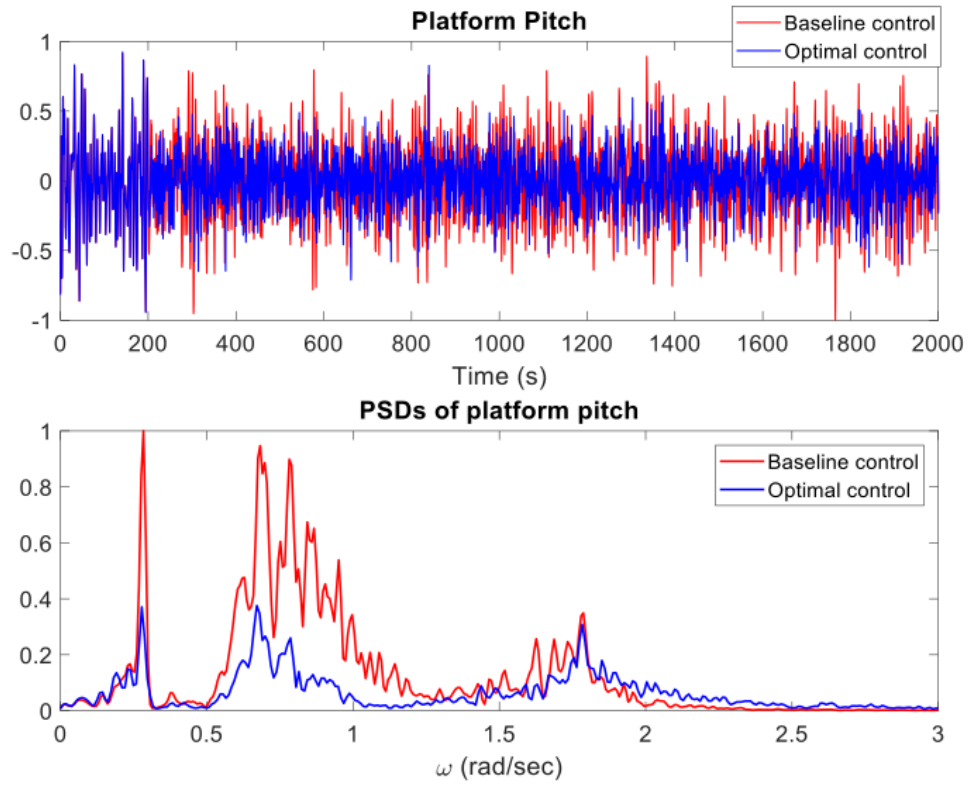 Platform Pitch
Baseline control
Optimal control
1
0.5
0
-0.5
-1
0 200 400 600 800 1000 1200 1400 1600 1800 2000
Time (s)
PSDs of platform pitch
Baseline control
Optimal control
1
0.8
0.6
0.4
0.2
0
0 0.5 1 1.5 2 2.5 3
ω (rad/sec)